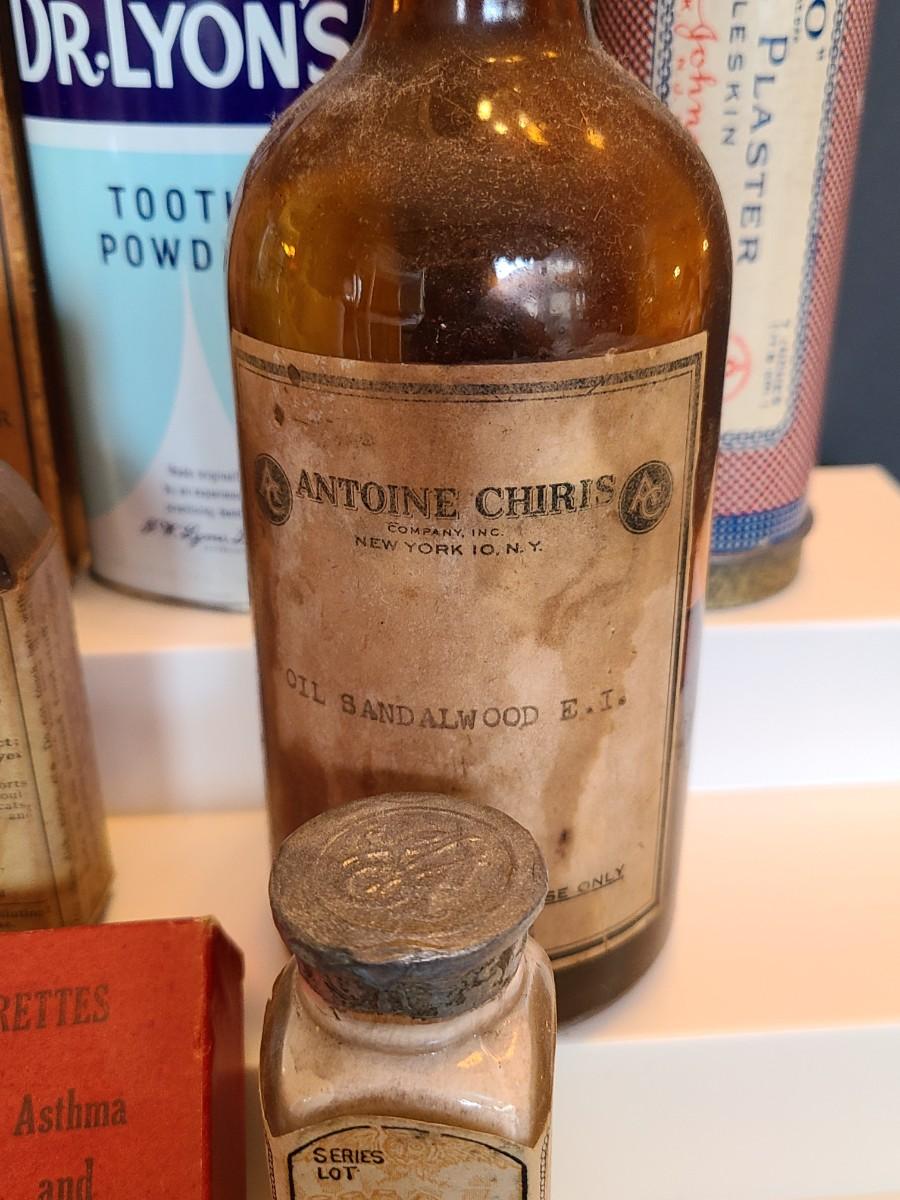 DR. LYON'S
TOOTH
POWD
O"
PLASTER
LESKIN
John
AC ANTOINE CHIRIS AC
COMPANY, INC.
NEW YORK 10, N.Y.
OIL SANDALWOOD E.I.
SE ONLY
RETTES
Asthma
and
SERIES
LOT